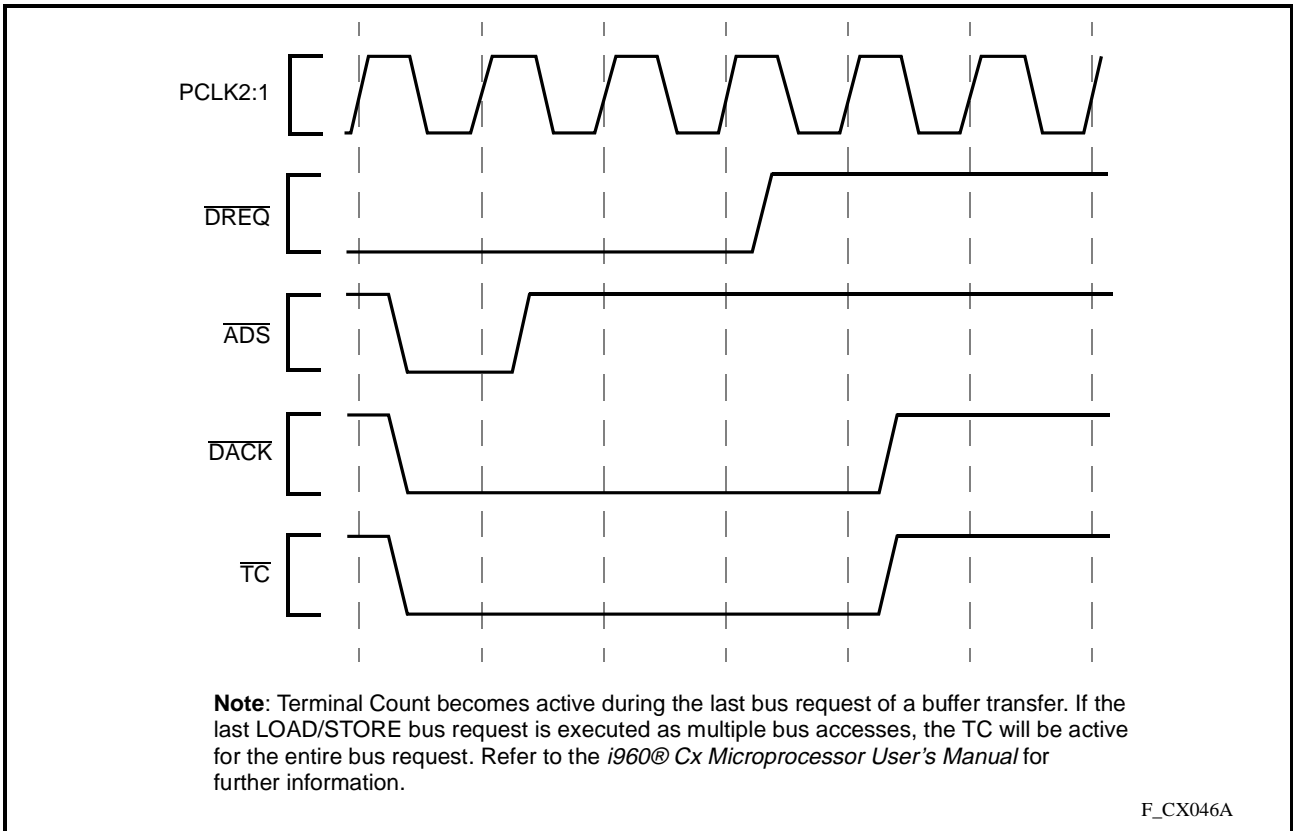 PCLK2:1
DREQ
ADS
DACK
TC
Note: Terminal Count becomes active during the last bus request of a buffer transfer. If the
last LOAD/STORE bus request is executed as multiple bus accesses, the TC will be active
for the entire bus request. Refer to the i960® Cx Microprocessor User's Manual for
further information.
F_CX046A